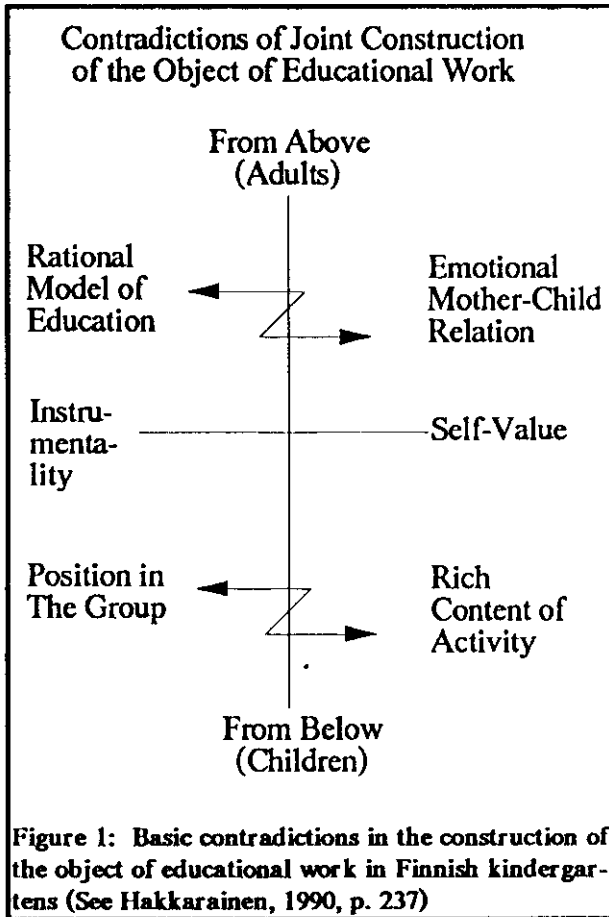 Contradictions of Joint Construction
of the Object of Educational Work
From Above
(Adults)
Rational
Model of
Education
Emotional
Mother-Child
Relation
Instru-
menta-
lity
Self-Value
Position in
The Group
Rich
Content of
Activity
From Below
(Children)
Figure 1: Basic contradictions in the construction of
the object of educational work in Finnish kindergar-
tens (See Hakkarainen, 1990, p. 237)